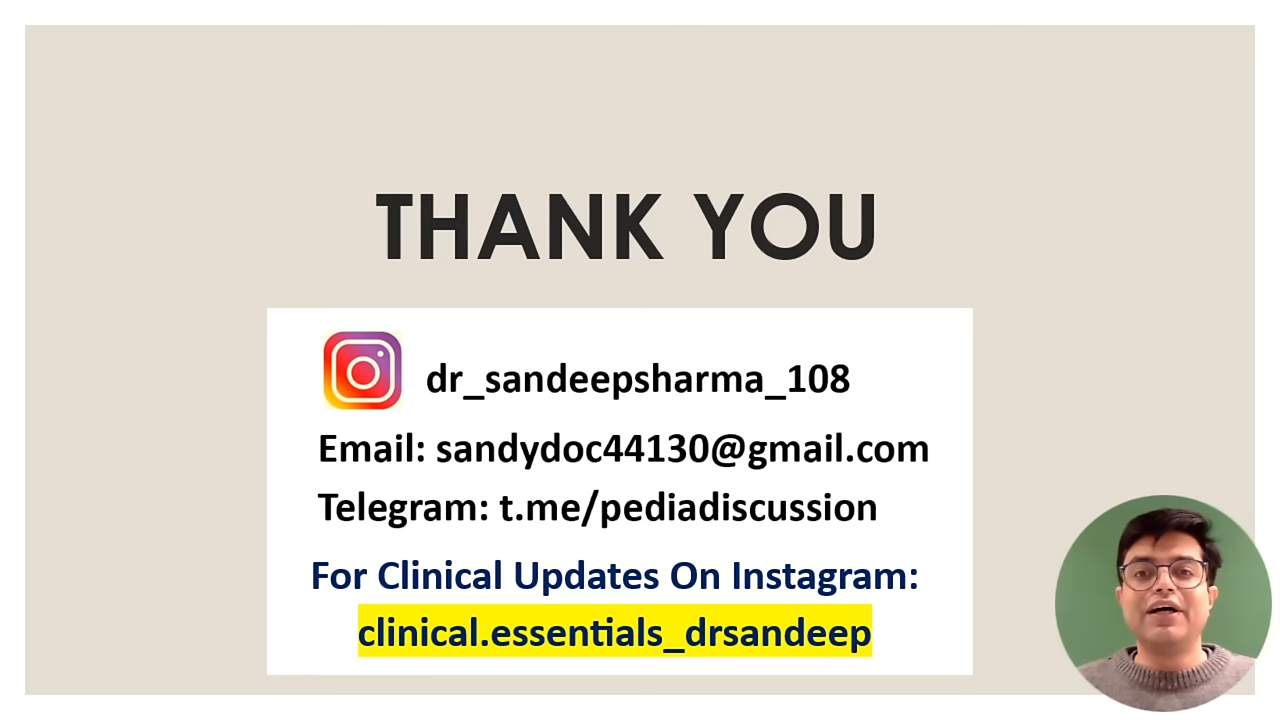 THANK YOU
dr_sandeepsharma_108
Email: sandydoc44130@gmail.com
Telegram: t.me/pediadiscussion
For Clinical Updates On Instagram:
clinical.essentials_drsandeep